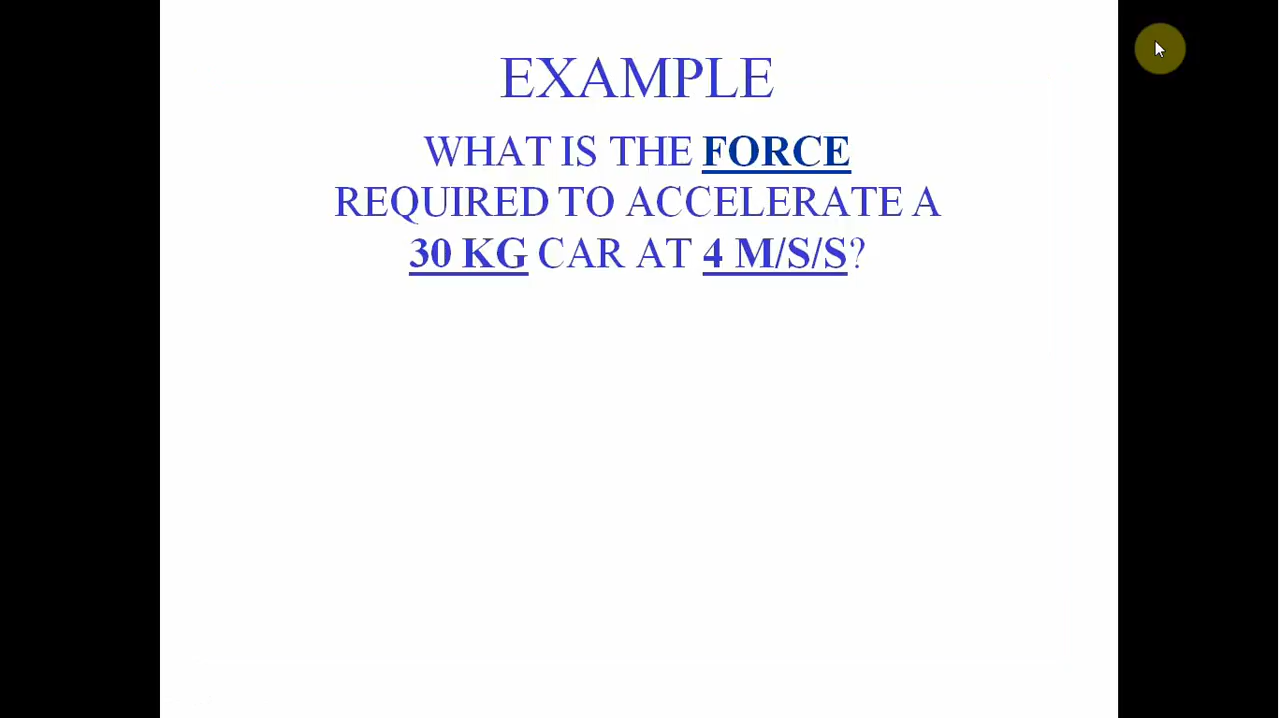 EXAMPLE
WHAT IS THE FORCE
REQUIRED TO ACCELERATE A
30 KG CAR AT 4 M/S/S?